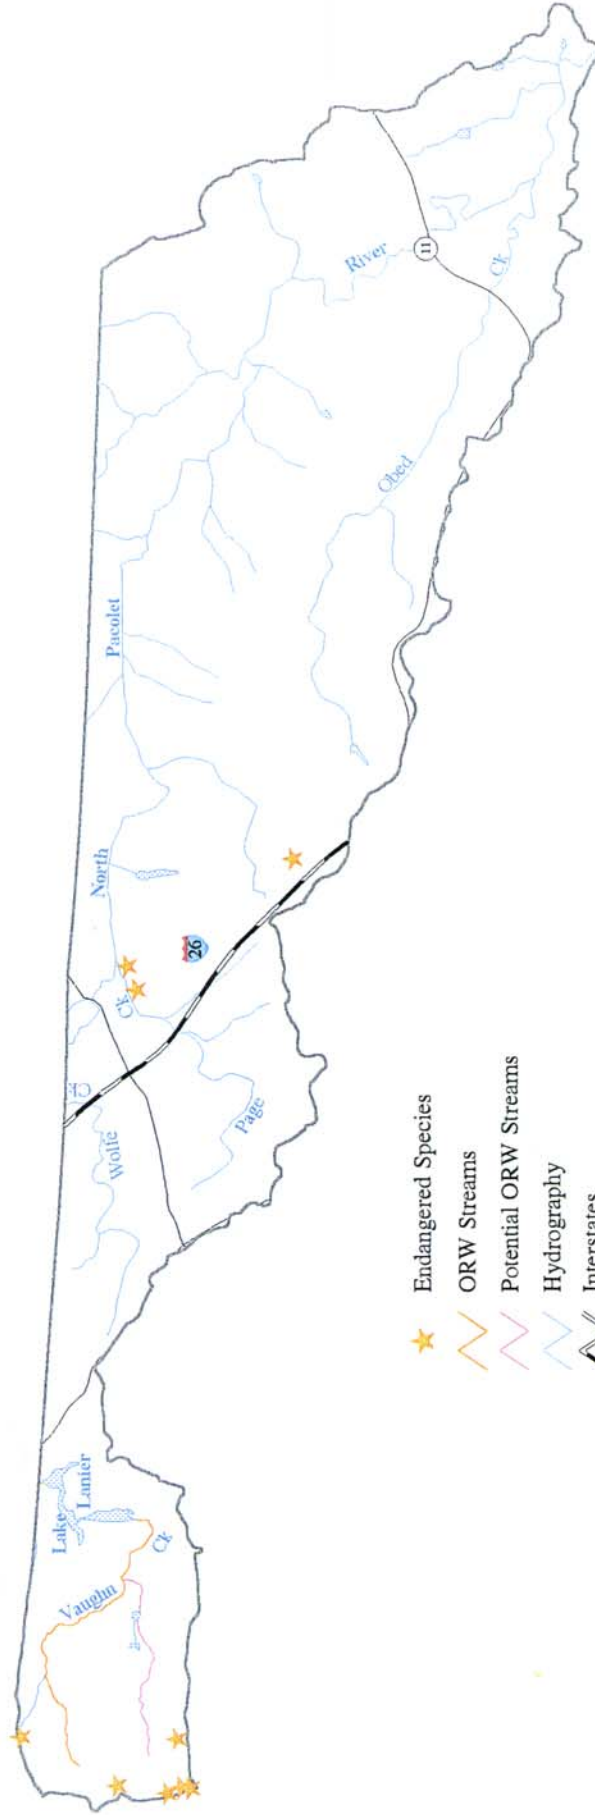 Vaughn
Ck
Lake
Lanier
Wolfe
Ck
Page
Ck
26
North
Pacolet
River
Obed
Ck
11
Endangered Species
ORW Streams
Potential ORW Streams
Hydrography
Interstates